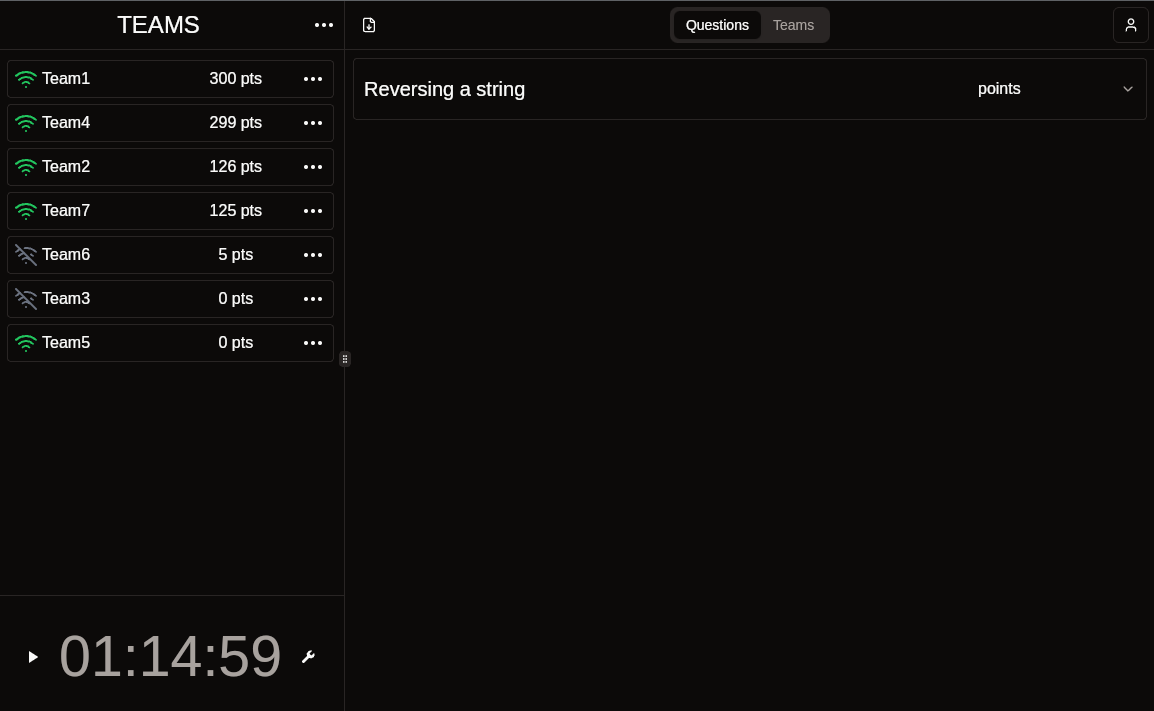 TEAMS
Team1 300 pts
Team4 299 pts
Team2 126 pts
Team7 125 pts
Team6 5 pts
Team3 0 pts
Team5 0 pts
01:14:59
Questions Teams
Reversing a string points